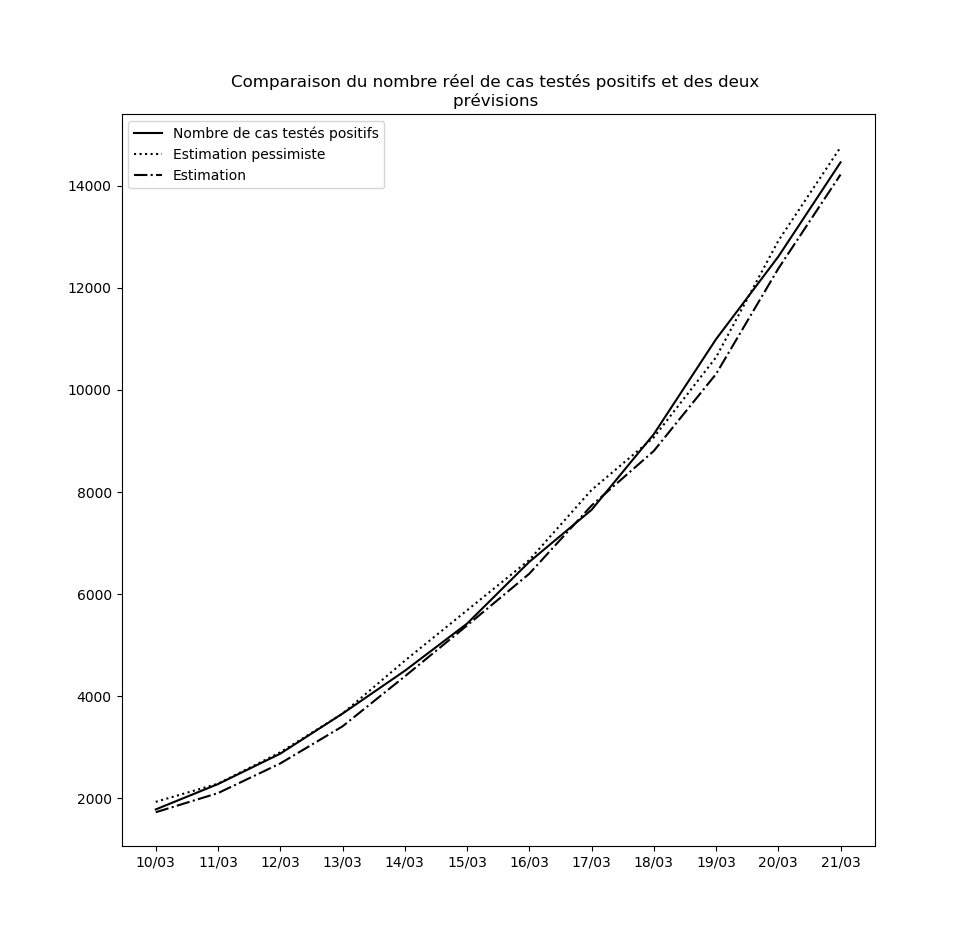 Comparaison du nombre réel de cas testés positifs et des deux
prévisions
Nombre de cas testés positifs
Estimation pessimiste
Estimation
14000
12000
10000
8000
6000
4000
2000
10/03 11/03 12/03 13/03 14/03 15/03 16/03 17/03 18/03 19/03 20/03 21/03